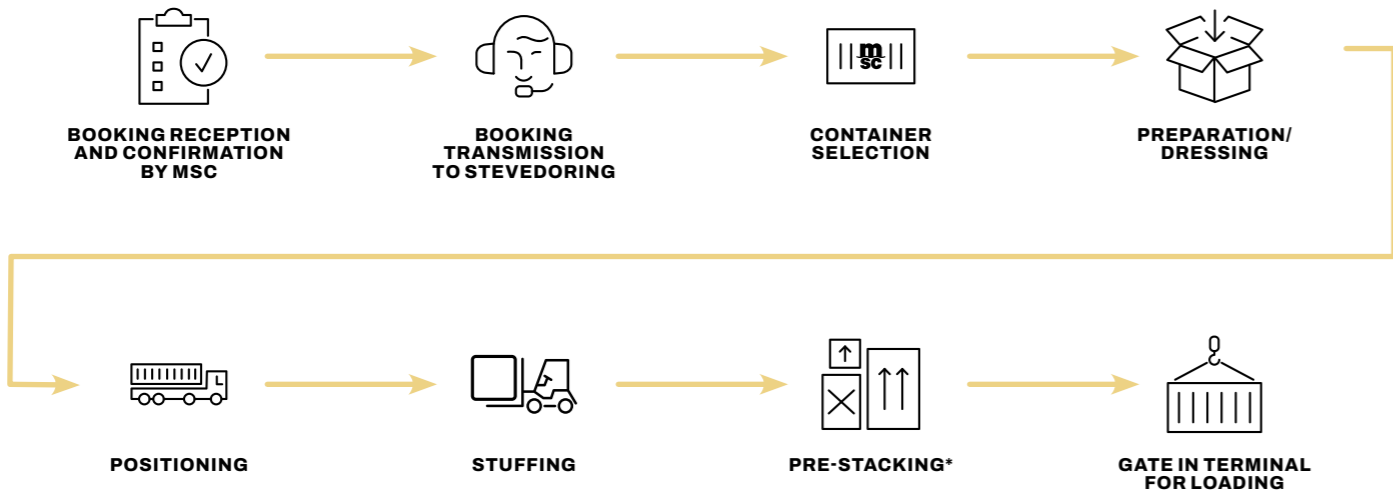 m
sc
BOOKING RECEPTION
AND CONFIRMATION
BY MSC
BOOKING
TRANSMISSION
TO STEVEDORING
CONTAINER
SELECTION
PREPARATION/
DRESSING
POSITIONING
STUFFING
PRE-STACKING*
GATE IN TERMINAL
FOR LOADING